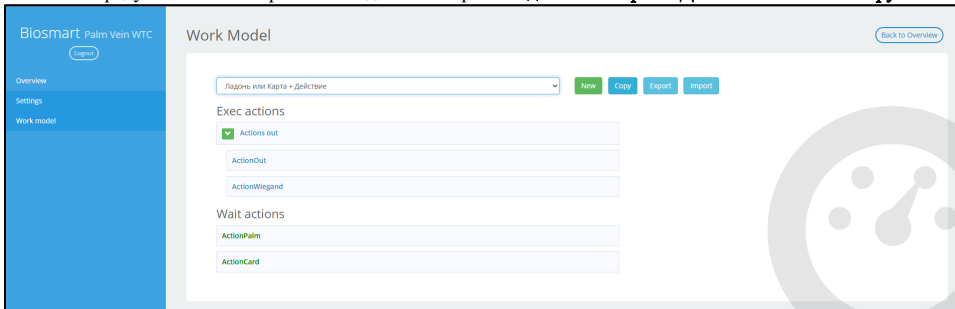 Biosmart Palm Vein WTC
Logout
Overview
Settings
Work model
Work Model
Back to Overview
Ладонь или Карта + Действие
New Copy Export Import
Exec actions
Actions out
ActionOut
ActionWiegand
Wait actions
ActionPalm
ActionCard